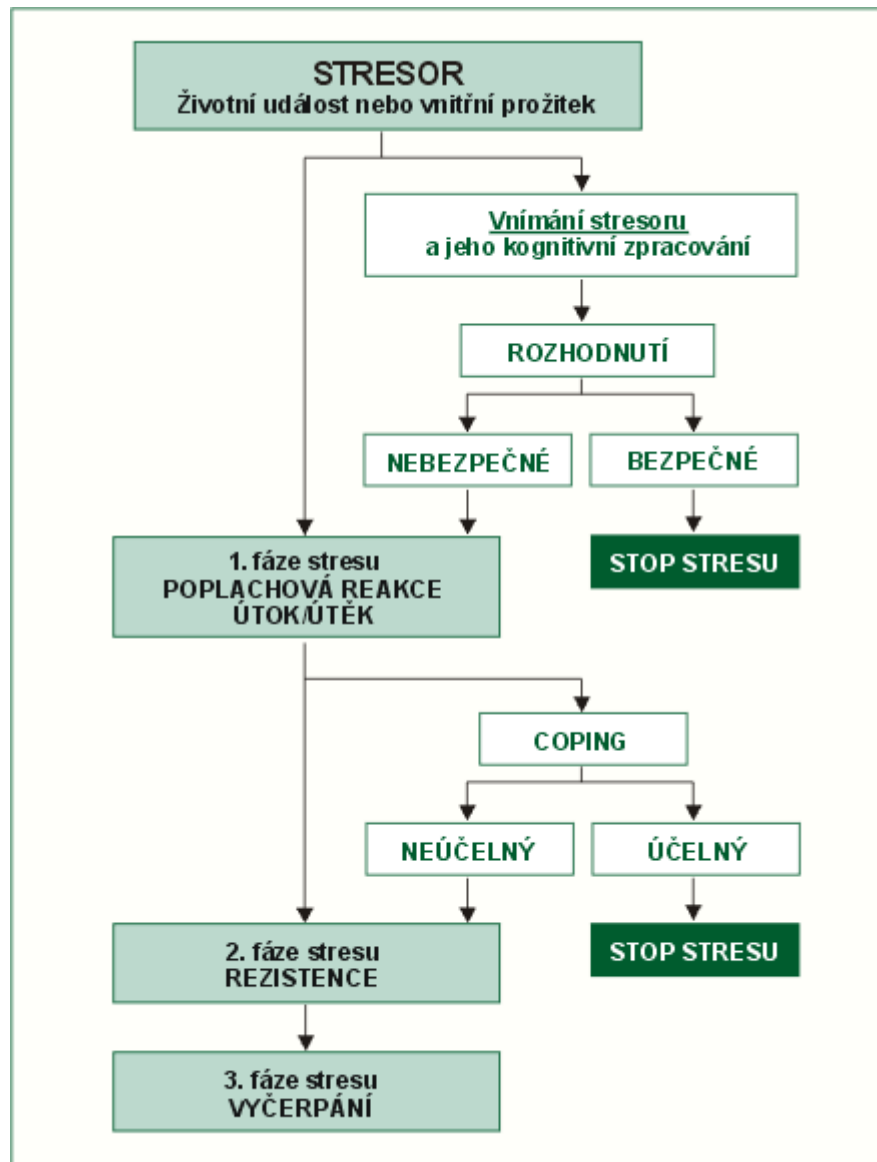 STRESOR
Životní událost nebo vnitřní prožitek
Vnímání stresoru
a jeho kognitivní zpracování
ROZHODNUTÍ
NEBEZPEČNÉ
BEZPEČNÉ
1. fáze stresu
POPLACHOVÁ REAKCE
ÚTOK/ÚTĚK
STOP STRESU
COPING
NEÚČELNÝ
ÚČELNÝ
2. fáze stresu
REZISTENCE
STOP STRESU
3. fáze stresu
VYČERPÁNÍ